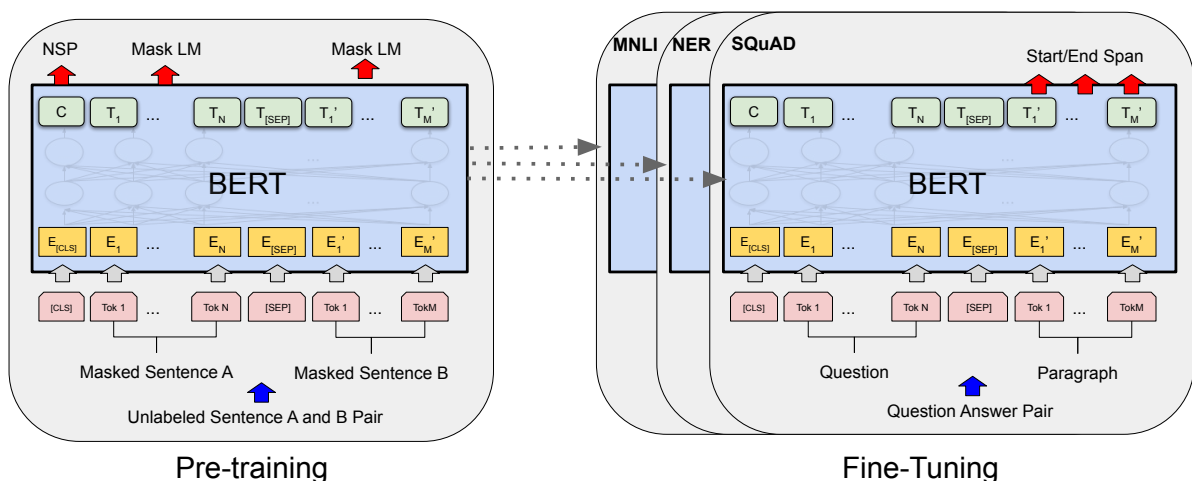 NSP Mask LM Mask LM
C T1 ... TN T[SEP] T1' ... TM'
...
...
BERT
E[CLS] E1 ... EN E[SEP] E1' ... EM'
[CLS] Tok 1 ... Tok N [SEP] Tok 1 ... TokM
Masked Sentence A Masked Sentence B
Unlabeled Sentence A and B Pair
Pre-training
MNLI NER SQuAD
Start/End Span
C T1 ... TN T[SEP] T1' ... TM'
...
...
BERT
E[CLS] E1 ... EN E[SEP] E1' ... EM'
[CLS] Tok 1 ... Tok N [SEP] Tok 1 ... TokM
Question Paragraph
Question Answer Pair
Fine-Tuning